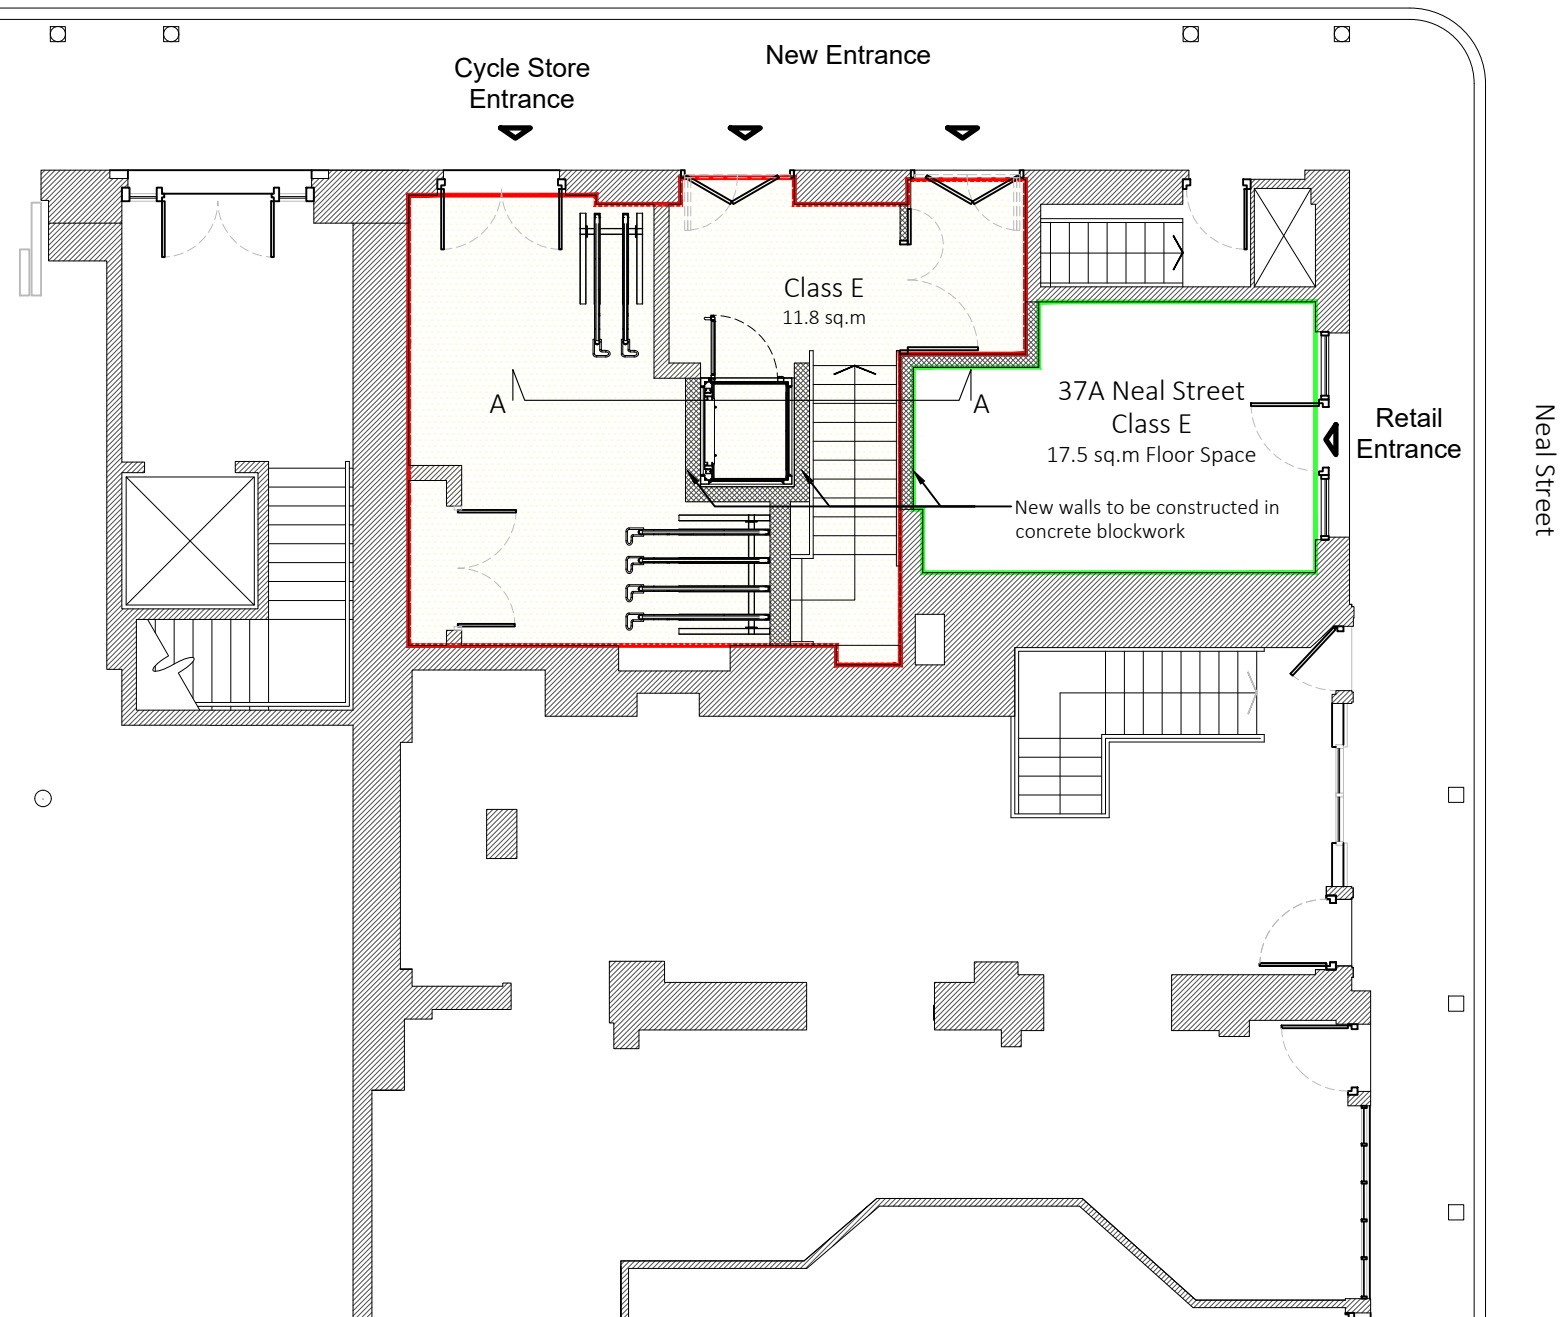 New Entrance
Cycle Store
Entrance
Class E
11.8 sq.m
A
A
37A Neal Street
Class E
17.5 sq.m Floor Space
Retail
Entrance
New walls to be constructed in
concrete blockwork
Neal Street